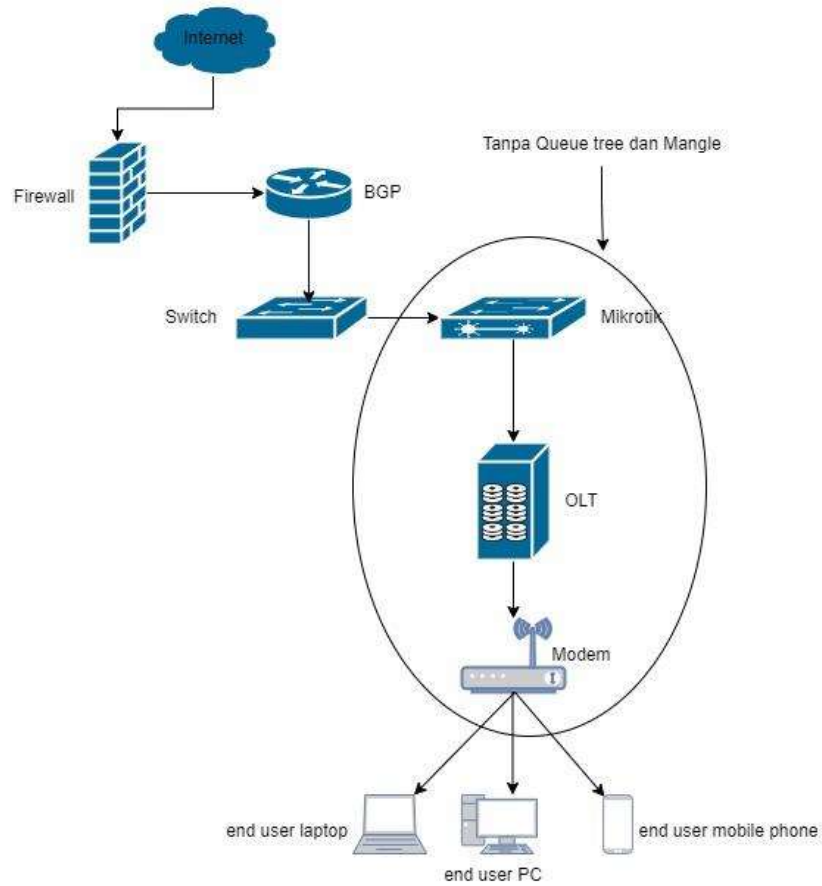 Internet
Tanpa Queue tree dan Mangle
Firewall
BGP
Switch
Mikrotik
OLT
Modem
end user laptop
end user mobile phone
end user PC